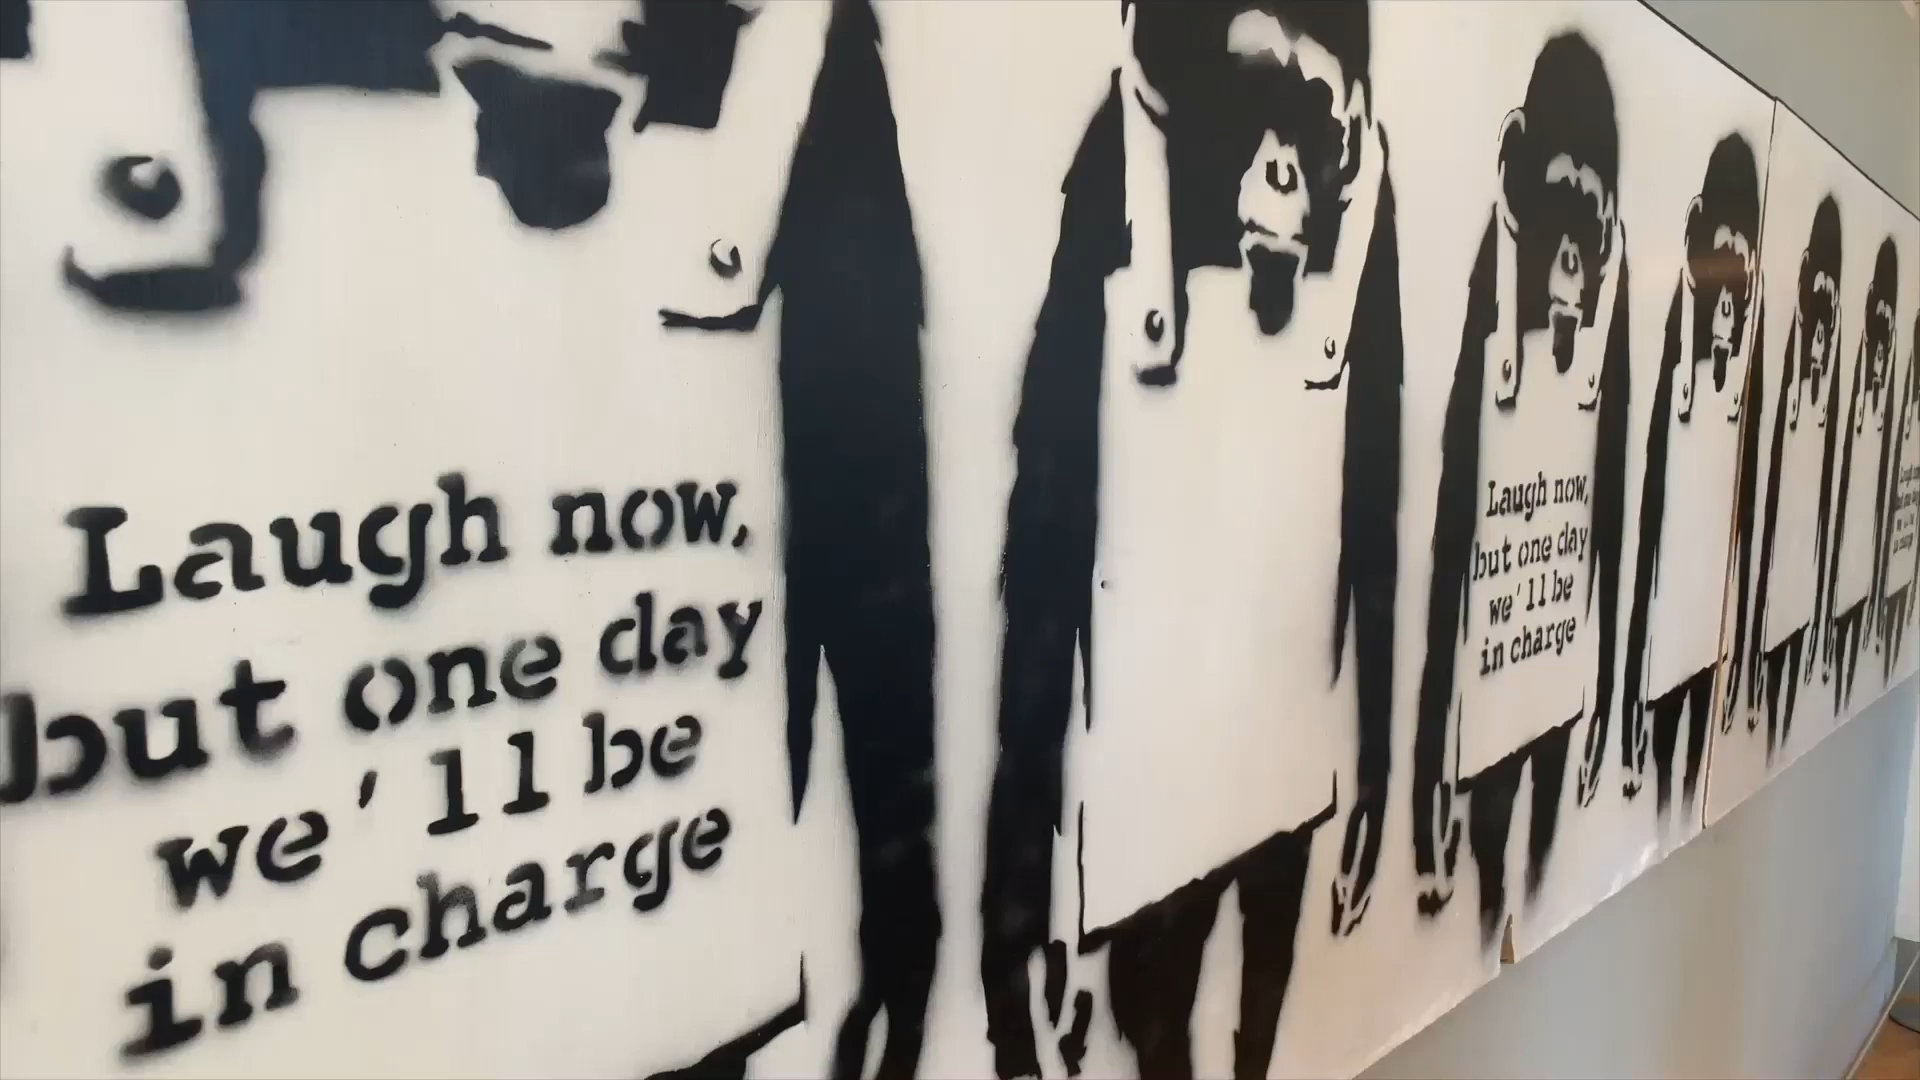 Laugh now,
but one day
we'll be
in charge
Laugh now,
but one day
we'll be
in charge